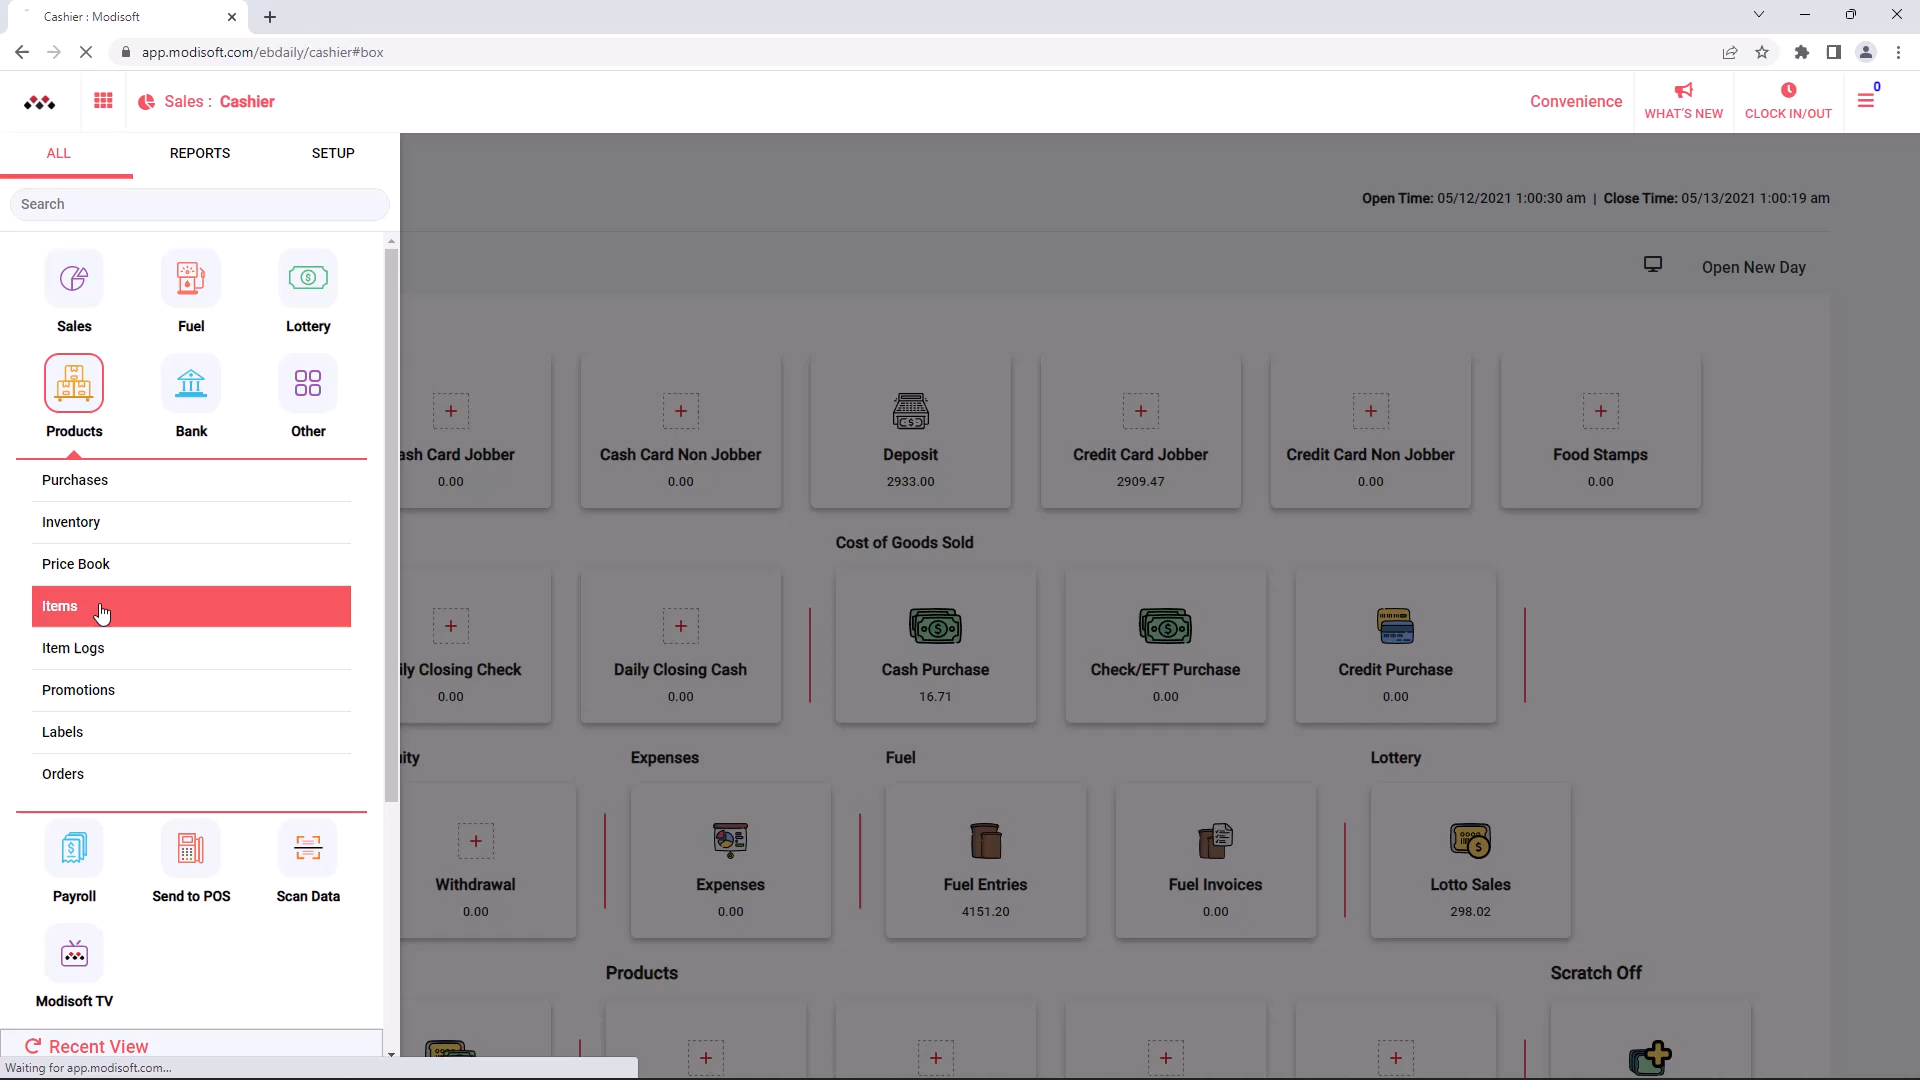 Cashier : Modisoft
app.modisoft.com/ebdaily/cashier#box
Sales : Cashier
Convenience
WHAT'S NEW
CLOCK IN/OUT
0
ALL REPORTS SETUP
Search
Open Time: 05/12/2021 1:00:30 am | Close Time: 05/13/2021 1:00:19 am
Open New Day
Sales Fuel Lottery
Products Bank Other
Purchases
Inventory
Price Book
Items
Item Logs
Promotions
Labels
Orders
Payroll Send to POS Scan Data
Modisoft TV
Recent View
Waiting for app.modisoft.com...
ash Card Jobber Cash Card Non Jobber Deposit Credit Card Jobber Credit Card Non Jobber Food Stamps
0.00 0.00 2933.00 2909.47 0.00 0.00
Cost of Goods Sold
ily Closing Check Daily Closing Cash Cash Purchase Check/EFT Purchase Credit Purchase
0.00 0.00 16.71 0.00 0.00
ity Expenses Fuel Lottery
Withdrawal Expenses Fuel Entries Fuel Invoices Lotto Sales
0.00 0.00 4151.20 0.00 298.02
Products Scratch Off